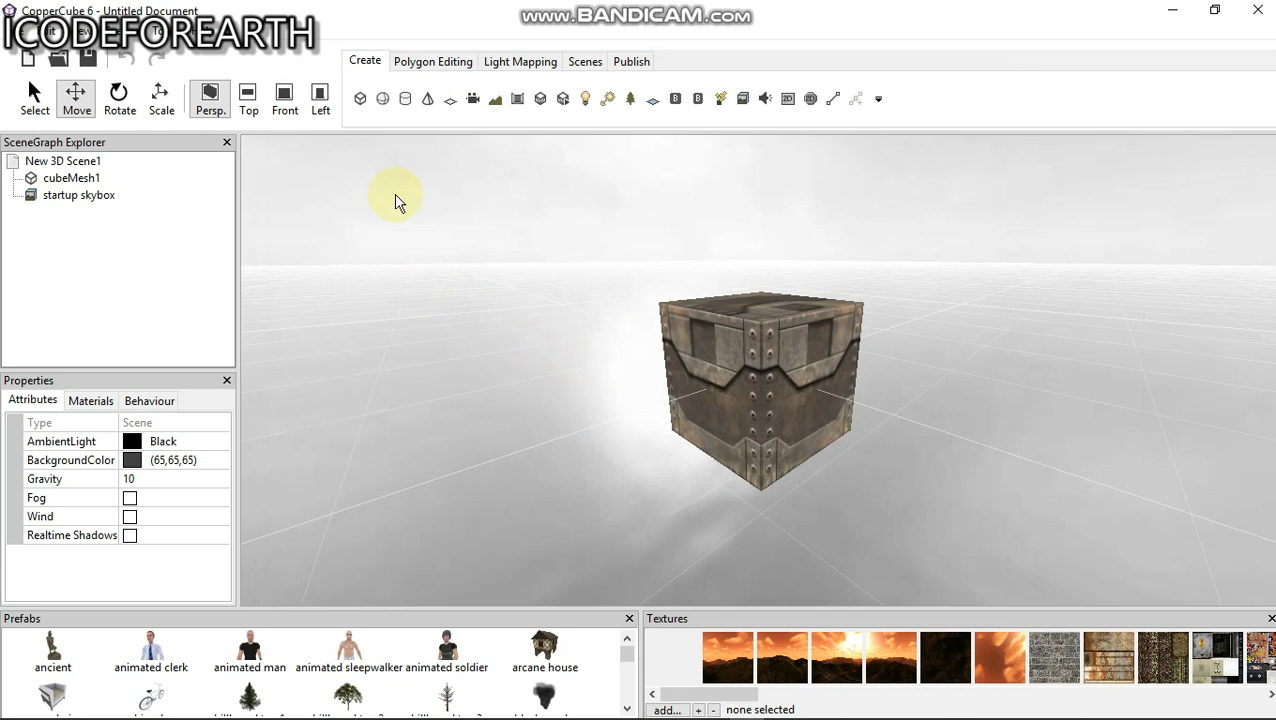 CopperCube 6 - Untitled Document
www.BANDICAM.com
ICODEFOREARTH
Create Polygon Editing Light Mapping Scenes Publish
Select Move Rotate Scale Persp. Top Front Left
SceneGraph Explorer
New 3D Scene1
cubeMesh1
startup skybox
Properties
Attributes Materials Behaviour
Type Scene
AmbientLight Black
BackgroundColor (65,65,65)
Gravity 10
Fog
Wind
Realtime Shadows
Prefabs
ancient animated clerk animated man animated sleepwalker animated soldier arcane house
Textures
add... + - none selected